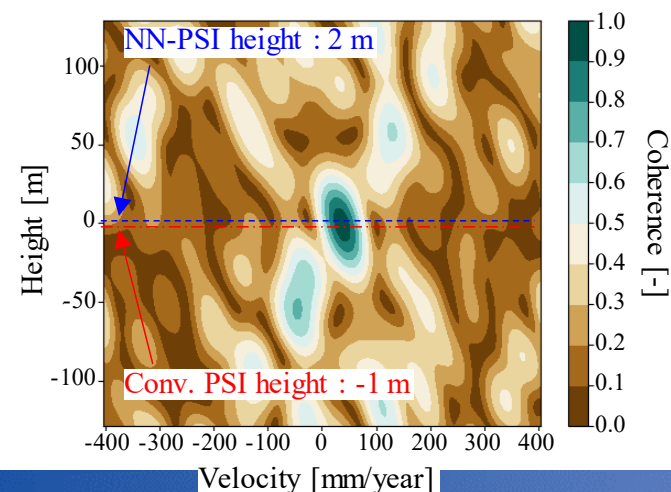 NN-PSI height : 2 m
100
50
0
-50
-100
Height [m]
Conv. PSI height : -1 m
-400 -300 -200 -100 0 100 200 300 400
Velocity [mm/year]
1.0
0.9
0.8
0.7
0.6
0.5
0.4
0.3
0.2
0.1
0.0
Coherence [-]